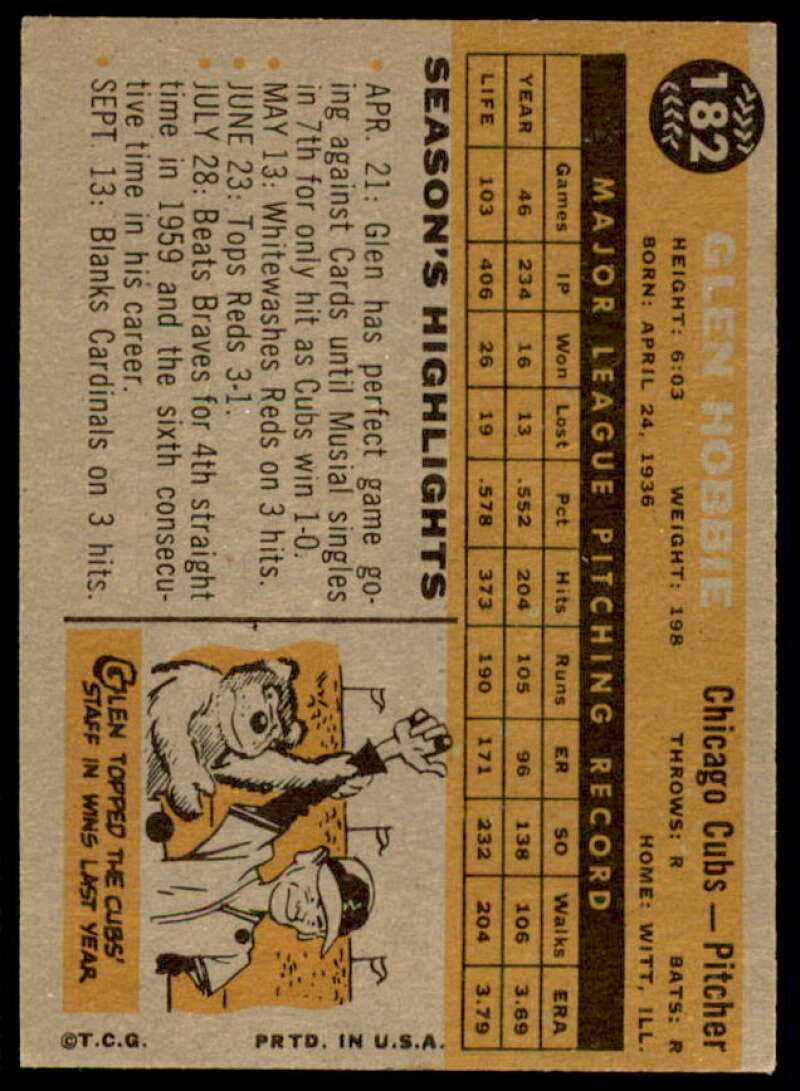 182
GLEN HOBBIE
Chicago Cubs — Pitcher
HEIGHT: 6:03 WEIGHT: 198 THROWS: R BATS: R
BORN: APRIL 24, 1936 HOME: WITT, ILL.
MAJOR LEAGUE PITCHING RECORD
Games IP Won Lost Pct Hits Runs ER SO Walks ERA
YEAR 46 234 16 13 .552 204 105 96 138 106 3.69
LIFE 103 406 26 19 .578 373 190 171 232 204 3.79
SEASON'S HIGHLIGHTS
• APR. 21: Glen has perfect game go-
ing against Cards until Musial singles
in 7th for only hit as Cubs win 1-0.
• MAY 13: Whitewashes Reds on 3 hits.
• JUNE 23: Tops Reds 3-1.
• JULY 28: Beats Braves for 4th straight
time in 1959 and the sixth consecu-
tive time in his career.
• SEPT. 13: Blanks Cardinals on 3 hits.
GLEN TOPPED THE CUBS'
STAFF IN WINS LAST YEAR
©T.C.G. PRTD. IN U.S.A.